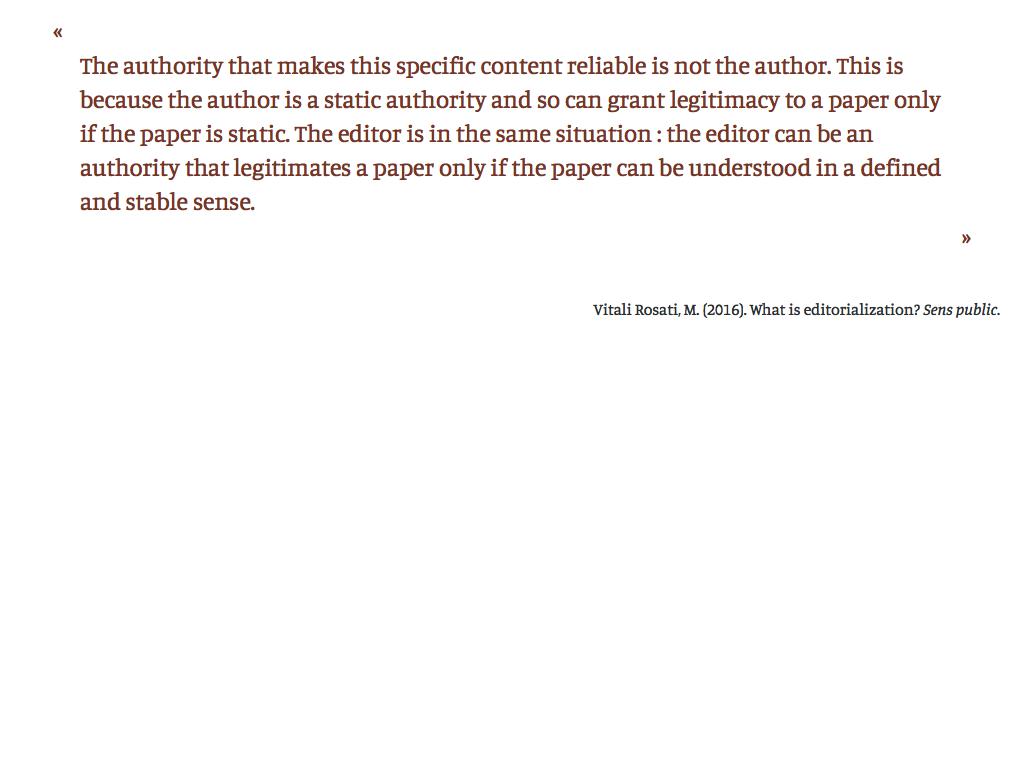 «
The authority that makes this specific content reliable is not the author. This is
because the author is a static authority and so can grant legitimacy to a paper only
if the paper is static. The editor is in the same situation : the editor can be an
authority that legitimates a paper only if the paper can be understood in a defined
and stable sense.
»
Vitali Rosati, M. (2016). What is editorialization? Sens public.